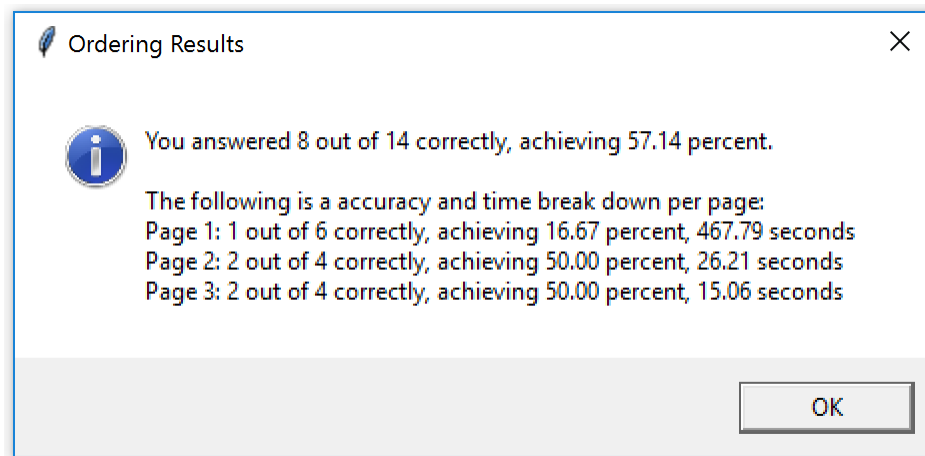 Ordering Results
You answered 8 out of 14 correctly, achieving 57.14 percent.
The following is a accuracy and time break down per page:
Page 1: 1 out of 6 correctly, achieving 16.67 percent, 467.79 seconds
Page 2: 2 out of 4 correctly, achieving 50.00 percent, 26.21 seconds
Page 3: 2 out of 4 correctly, achieving 50.00 percent, 15.06 seconds
OK